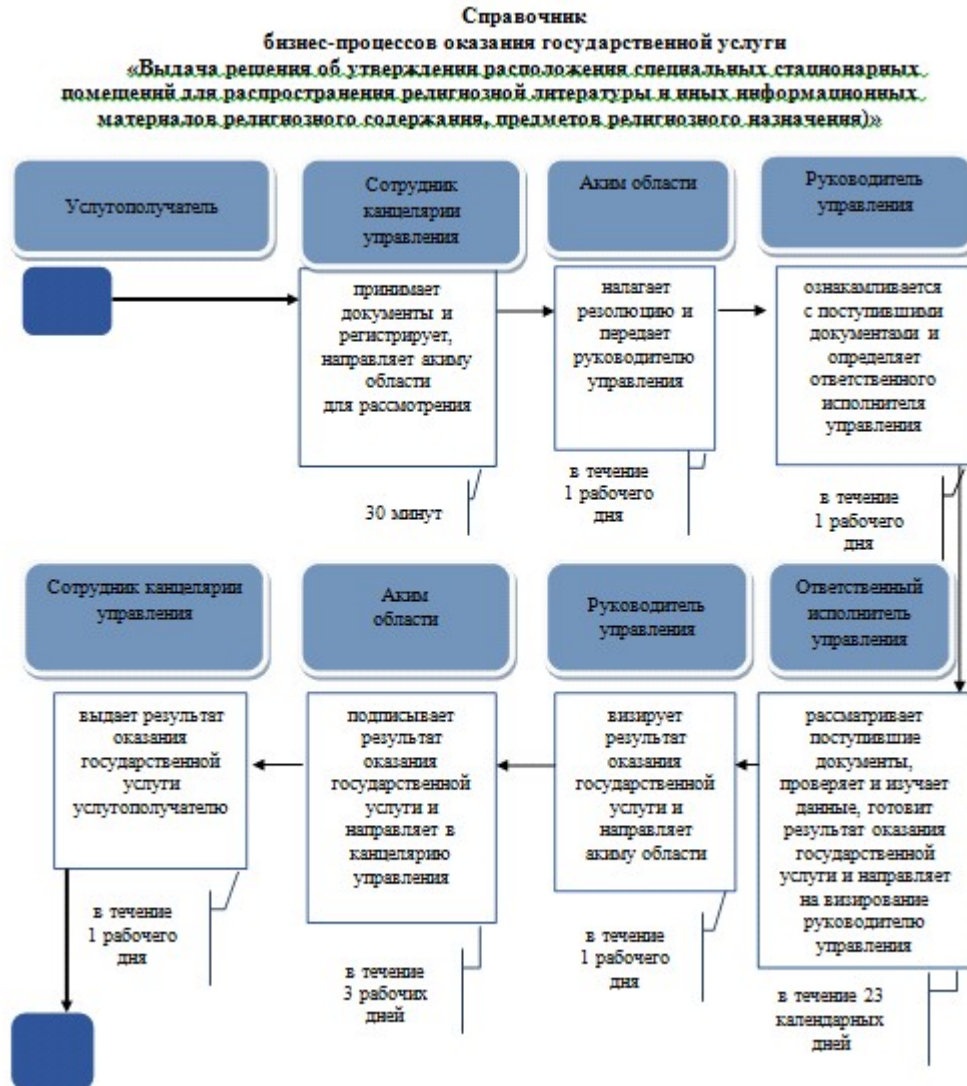 Справочник
бизнес-процессов оказания государственной услуги
«Выдача решения об утверждении расположения специальных стационарных
помещений для распространения религиозной литературы и иных информационных
материалов религиозного содержания, предметов религиозного назначения)»
Услугополучатель
Сотрудник
канцелярии
управления
Аким области
Руководитель
управления
принимает
документы и
регистрирует,
направляет акиму
области
для рассмотрения
налагает
резолюцию и
передает
руководителю
управления
ознакамливается
с поступившими
документами и
определяет
ответственного
исполнителя
управления
30 минут
в течение
1 рабочего
дня
в течение
1 рабочего
дня
Сотрудник канцелярии
управления
Аким
области
Руководитель
управления
Ответственный
исполнитель
управления
выдает результат
оказания
государственной
услуги
услугополучателю
подписывает
результат
оказания
государственной
услуги и
направляет в
канцелярию
управления
визирует
результат
оказания
государственной
услуги и
направляет
акиму области
рассматривает
поступившие
документы,
проверяет и изучает
данные, готовит
результат оказания
государственной
услуги и направляет
на визирование
руководителю
управления
в течение
1 рабочего
дня
в течение
3 рабочих
дней
в течение
1 рабочего
дня
в течение 23
календарных
дней